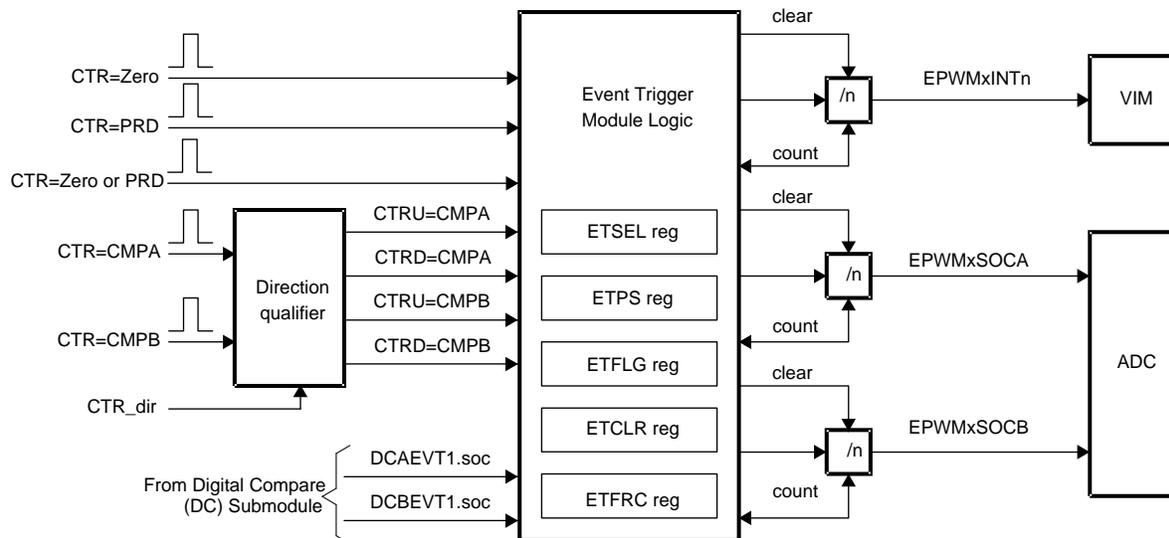 CTR=Zero
CTR=PRD
CTR=Zero or PRD
CTR=CMPA
CTR=CMPB
CTR_dir
Direction
qualifier
CTRU=CMPA
CTRD=CMPA
CTRU=CMPB
CTRD=CMPB
From Digital Compare
(DC) Submodule
DCAEVT1.soc
DCBEVT1.soc
Event Trigger
Module Logic
ETSEL reg
ETPS reg
ETFLG reg
ETCLR reg
ETFRC reg
clear
/n
count
EPWMxINTn
VIM
clear
/n
count
EPWMxSOCA
clear
/n
count
EPWMxSOCB
ADC